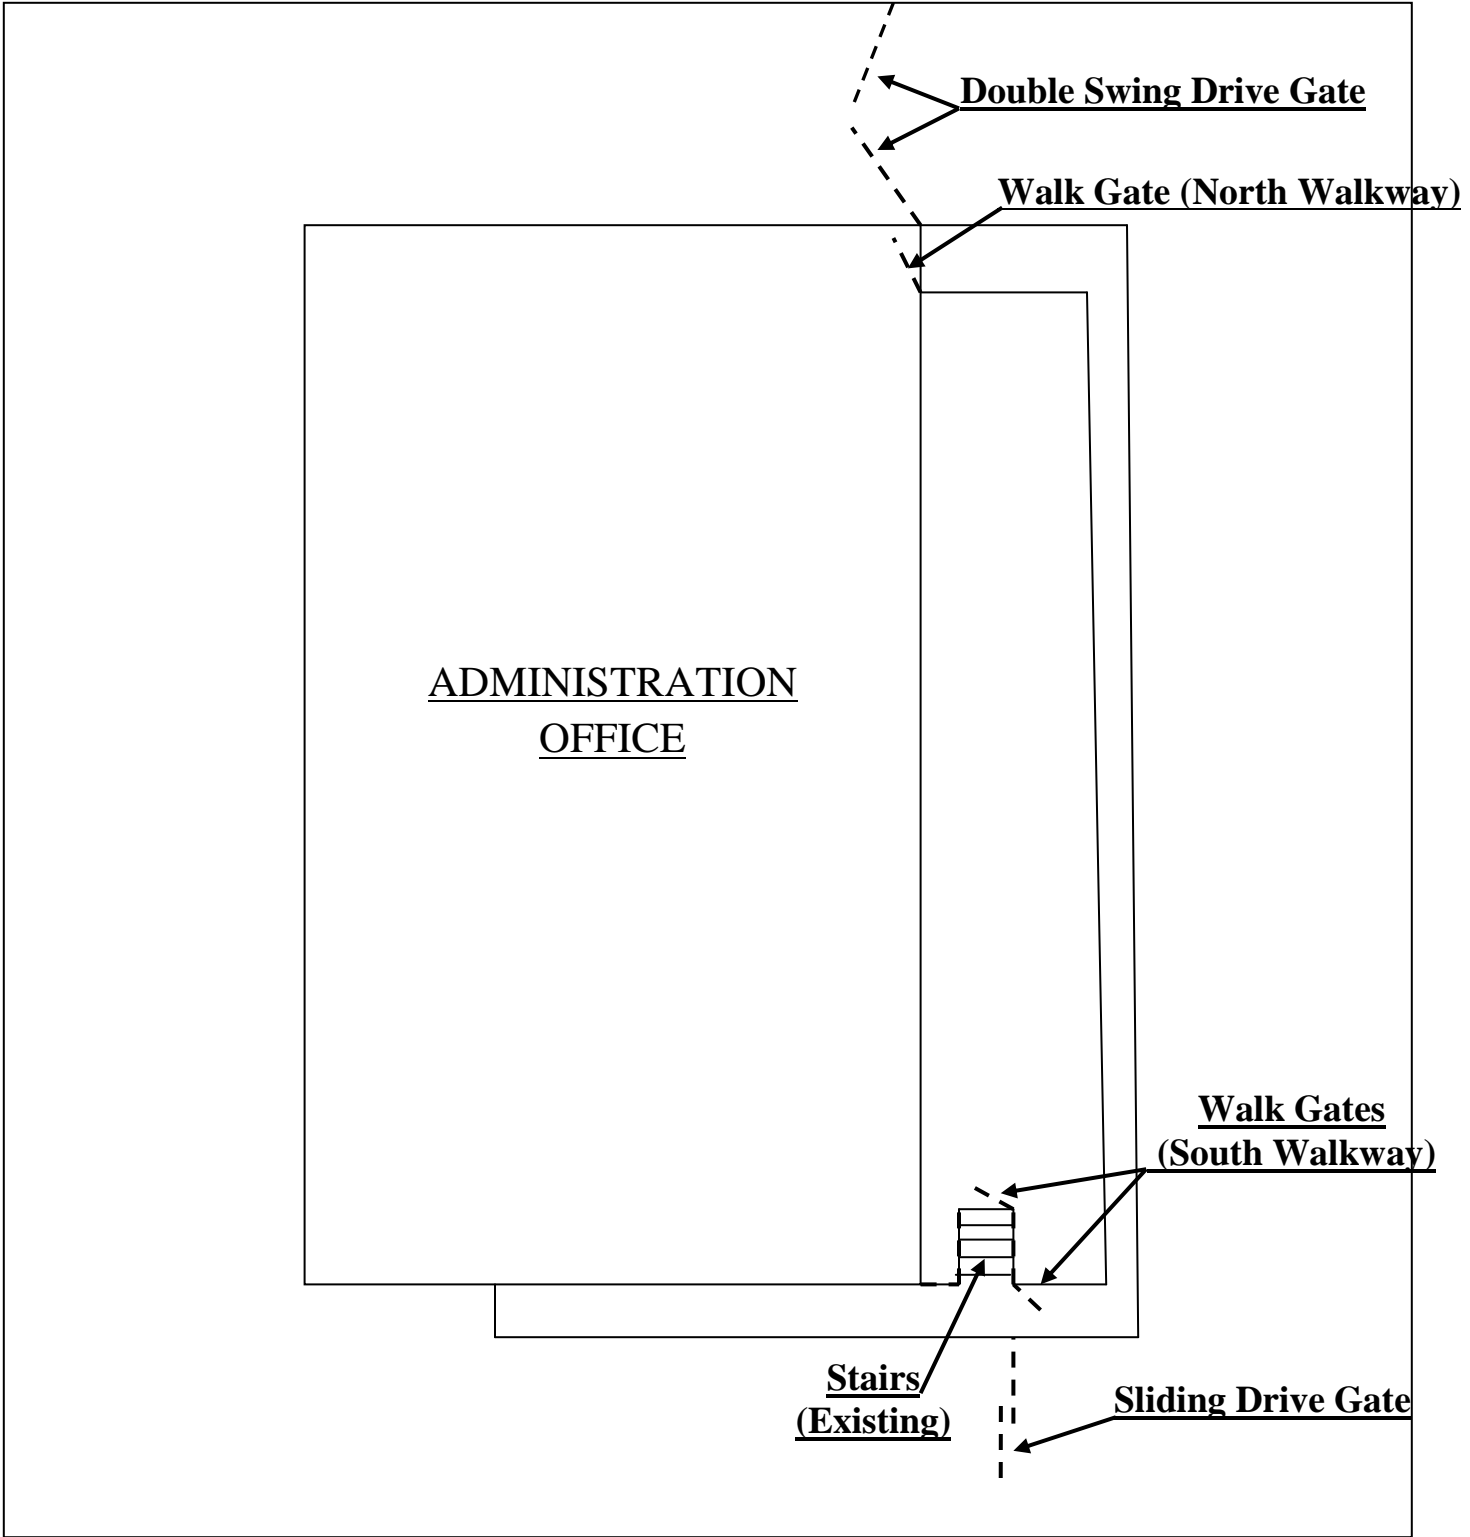 Double Swing Drive Gate
Walk Gate (North Walkway)
ADMINISTRATION
OFFICE
Walk Gates
(South Walkway)
Stairs
(Existing)
Sliding Drive Gate